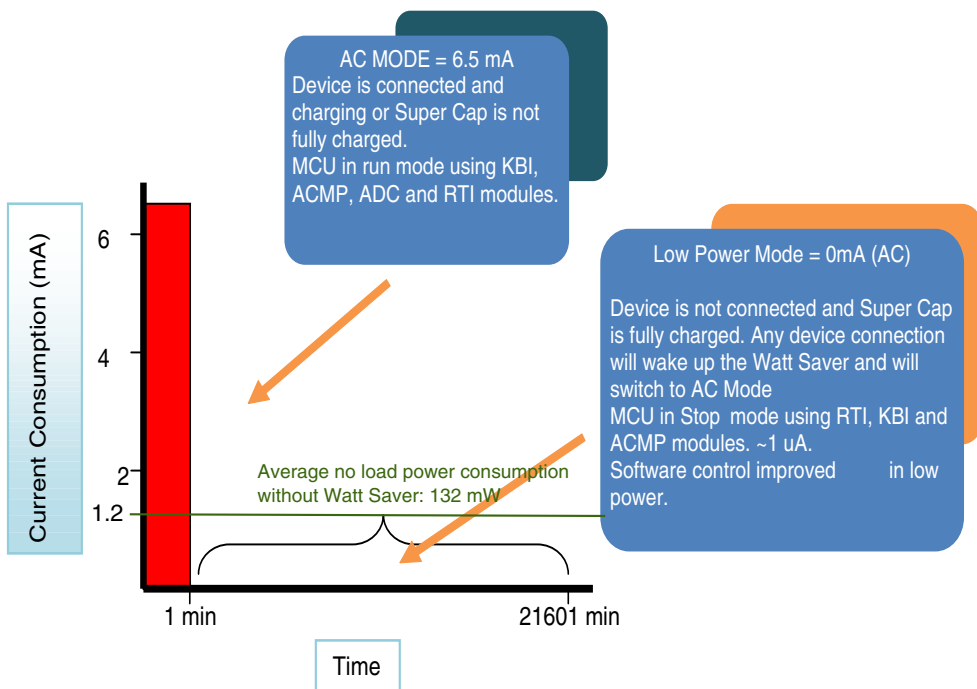 AC MODE = 6.5 mA
Device is connected and
charging or Super Cap is not
fully charged.
MCU in run mode using KBI,
ACMP, ADC and RTI modules.
Low Power Mode = 0mA (AC)
Device is not connected and Super Cap
is fully charged. Any device connection
will wake up the Watt Saver and will
switch to AC Mode
MCU in Stop mode using RTI, KBI and
ACMP modules. ~1 uA.
Software control improved in low
power.
Current Consumption (mA)
6
4
2
1.2
Average no load power consumption
without Watt Saver: 132 mW
1 min
21601 min
Time